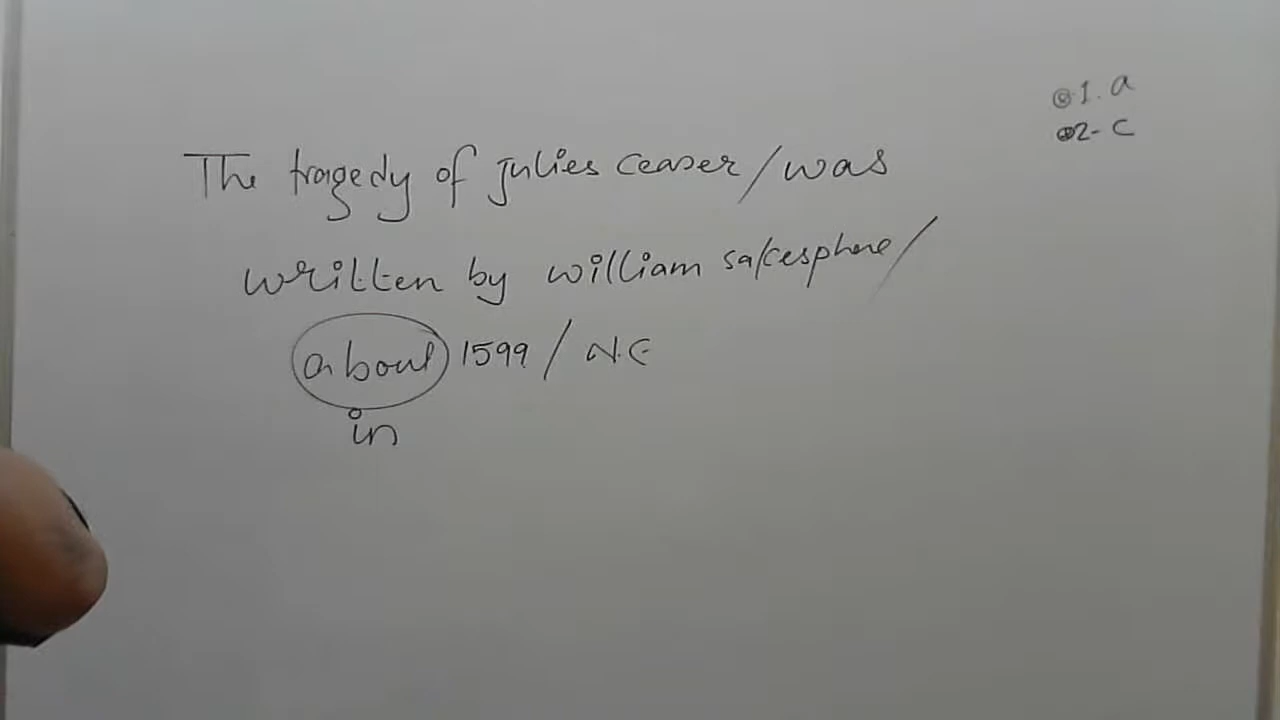 1. a
2- C
The tragedy of julies ceaser / was
written by william sakesphere /
about 1599 / N.E
in